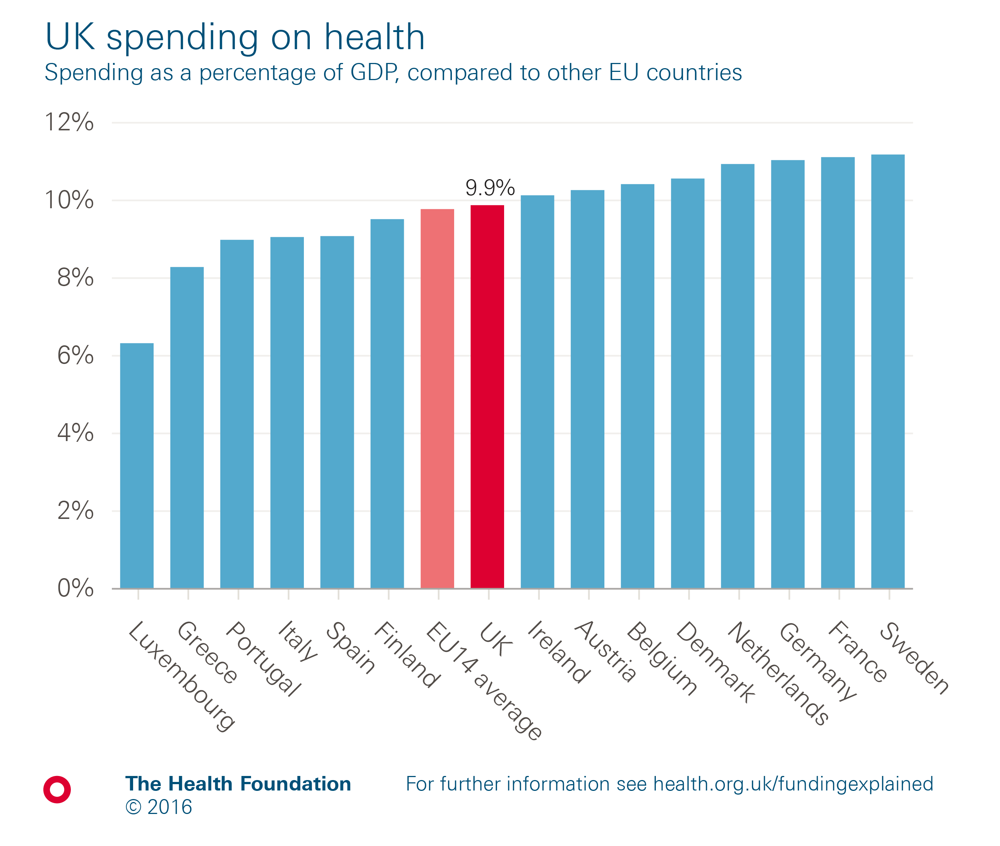 UK spending on health
Spending as a percentage of GDP, compared to other EU countries
12%
10%
9.9%
8%
6%
4%
2%
0%
Luxembourg
Greece
Portugal
Italy
Spain
Finland
EU14 average
UK
Ireland
Austria
Belgium
Denmark
Netherlands
Germany
France
Sweden
The Health Foundation
© 2016
For further information see health.org.uk/fundingexplained